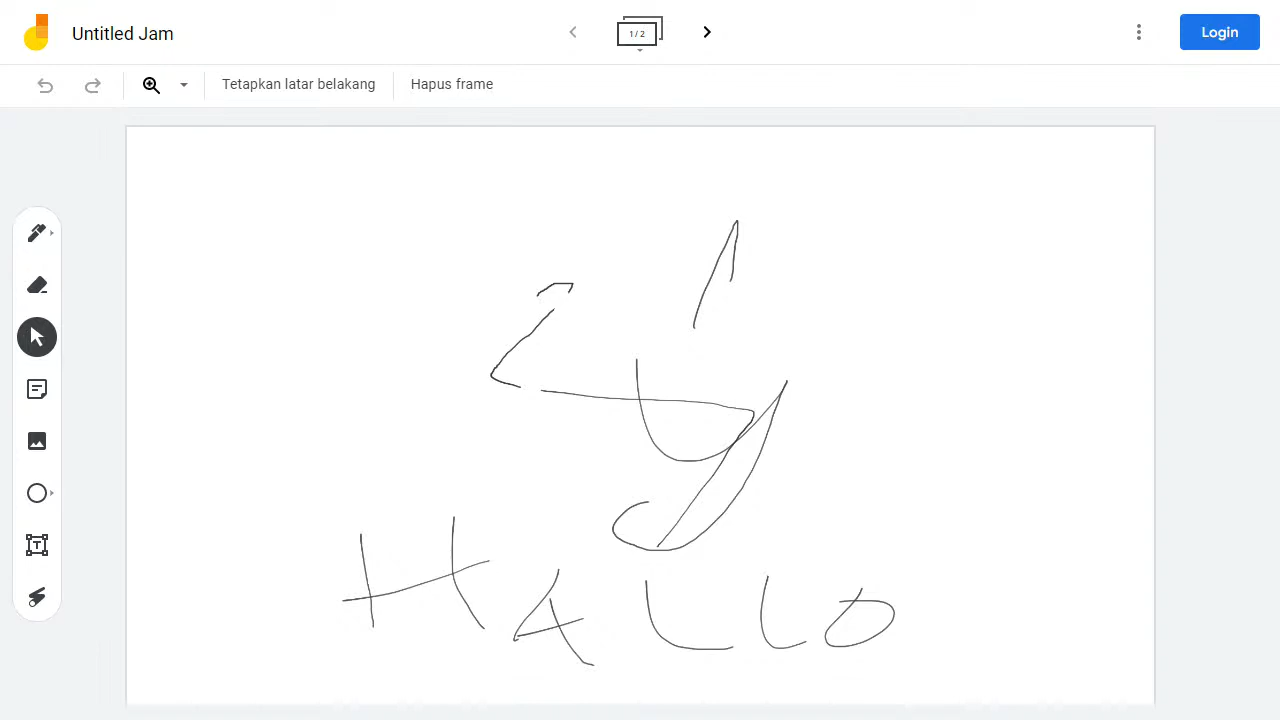 Untitled Jam
1 / 2
Login
Tetapkan latar belakang
Hapus frame
HALLO